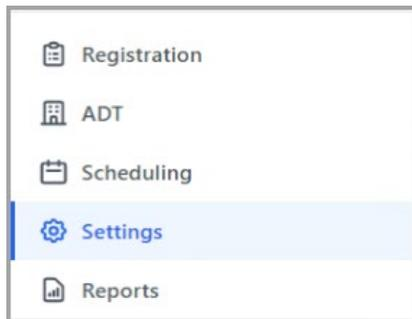 Registration
ADT
Scheduling
Settings
Reports